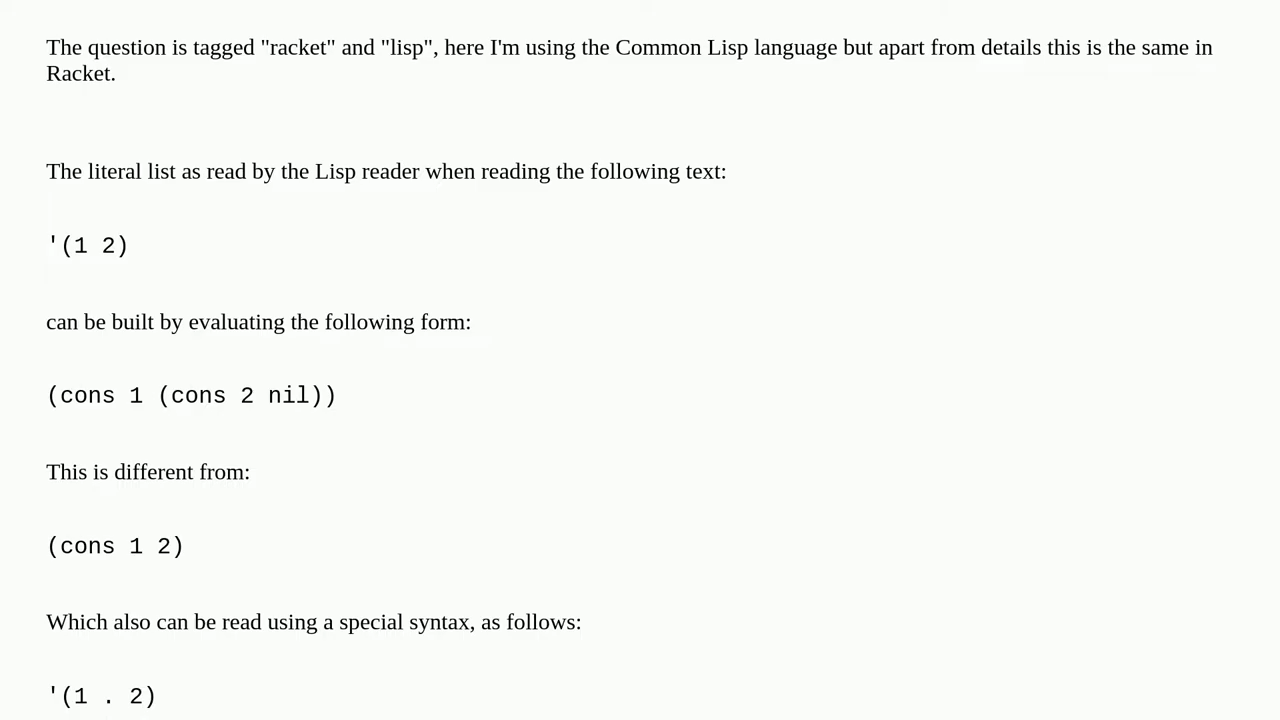 The question is tagged "racket" and "lisp", here I'm using the Common Lisp language but apart from details this is the same in
Racket.
The literal list as read by the Lisp reader when reading the following text:
'(1 2)
can be built by evaluating the following form:
(cons 1 (cons 2 nil))
This is different from:
(cons 1 2)
Which also can be read using a special syntax, as follows:
'(1 . 2)